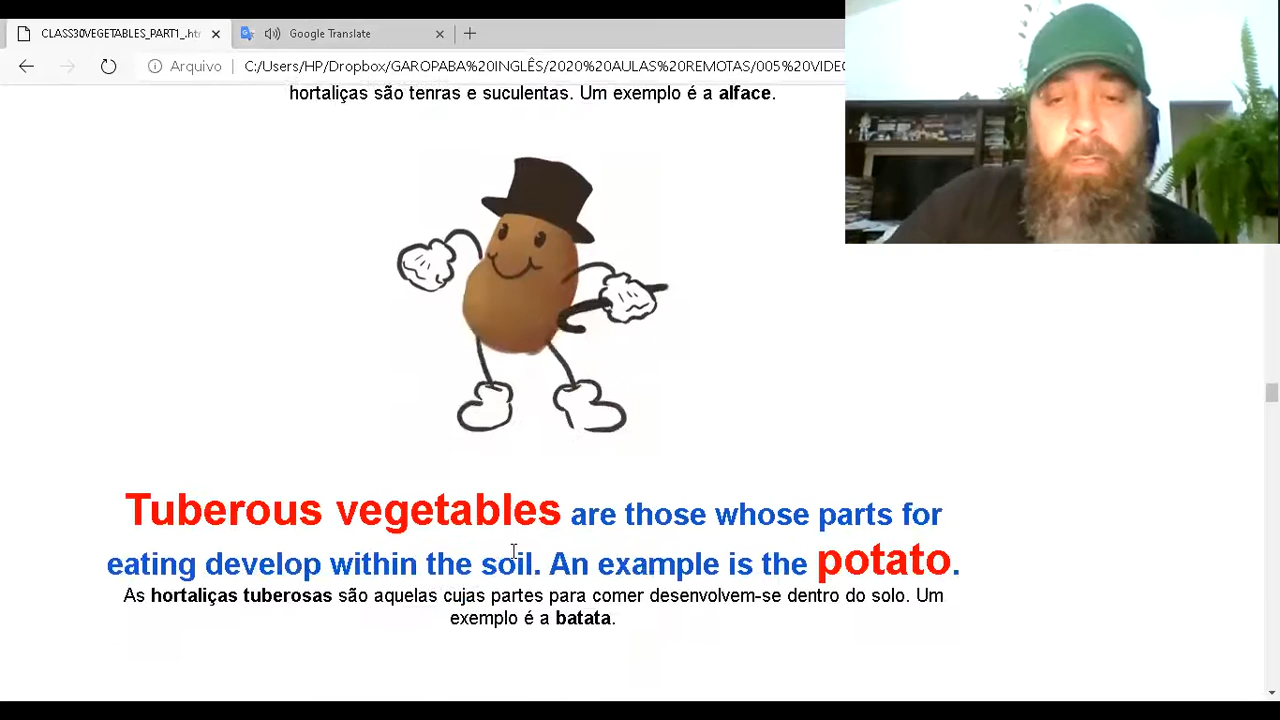 CLASS30VEGETABLES_PART1_.htr
Google Translate
Arquivo
C:/Users/HP/Dropbox/GAROPABA%20INGLÊS/2020%20AULAS%20REMOTAS/005%20VIDEO
hortaliças são tenras e suculentas. Um exemplo é a alface.
Tuberous vegetables are those whose parts for
eating develop within the soil. An example is the potato.
As hortaliças tuberosas são aquelas cujas partes para comer desenvolvem-se dentro do solo. Um
exemplo é a batata.